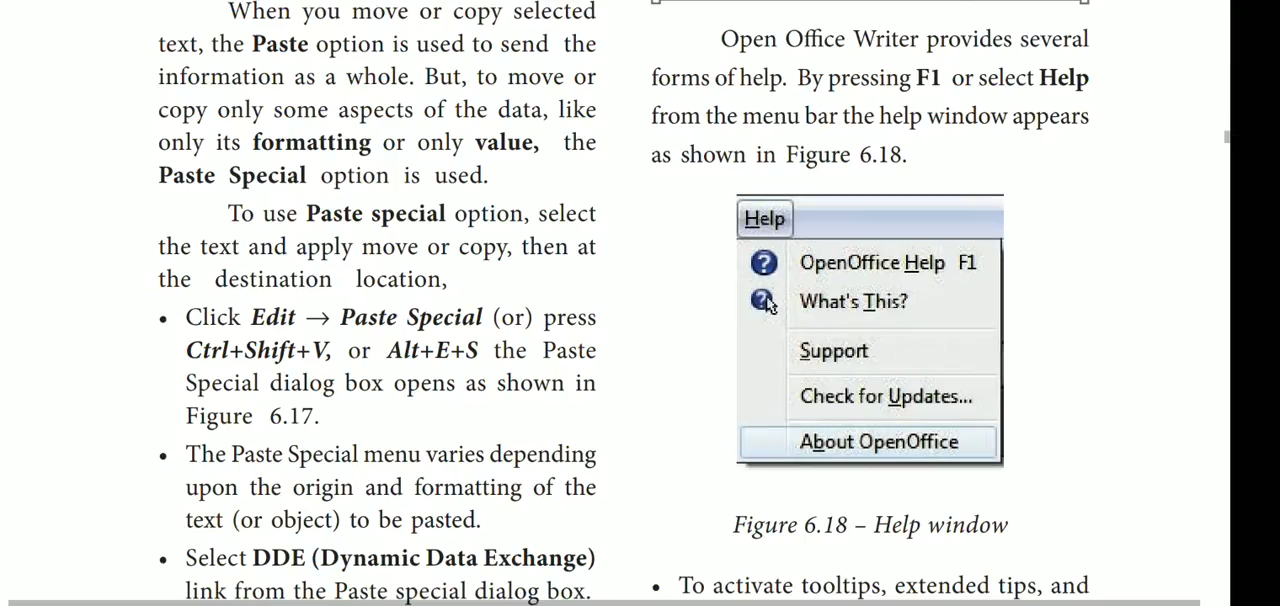 When you move or copy selected
text, the Paste option is used to send the
information as a whole. But, to move or
copy only some aspects of the data, like
only its formatting or only value, the
Paste Special option is used.
To use Paste special option, select
the text and apply move or copy, then at
the destination location,
• Click Edit → Paste Special (or) press
Ctrl+Shift+V, or Alt+E+S the Paste
Special dialog box opens as shown in
Figure 6.17.
• The Paste Special menu varies depending
upon the origin and formatting of the
text (or object) to be pasted.
• Select DDE (Dynamic Data Exchange)
link from the Paste special dialog box.
Open Office Writer provides several
forms of help. By pressing F1 or select Help
from the menu bar the help window appears
as shown in Figure 6.18.
Help
OpenOffice Help F1
What's This?
Support
Check for Updates...
About OpenOffice
Figure 6.18 – Help window
• To activate tooltips, extended tips, and